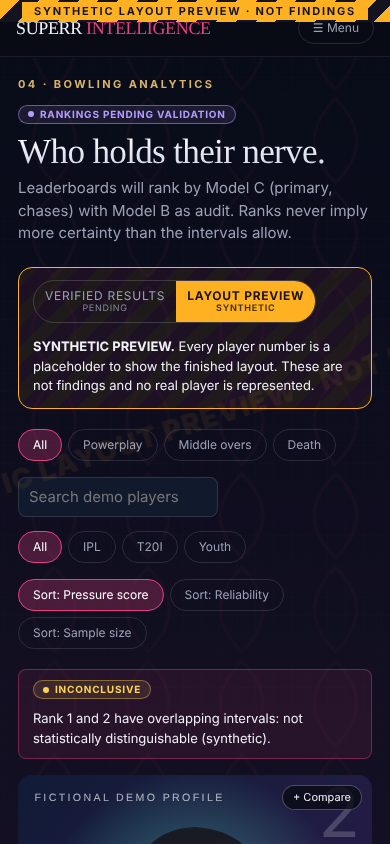 SYNTHETIC LAYOUT PREVIEW · NOT FINDINGS
SUPERR INTELLIGENCE
☰ Menu
04 · BOWLING ANALYTICS
RANKINGS PENDING VALIDATION
Who holds their nerve.
Leaderboards will rank by Model C (primary,
chases) with Model B as audit. Ranks never imply
more certainty than the intervals allow.
VERIFIED RESULTS
PENDING
LAYOUT PREVIEW
SYNTHETIC
SYNTHETIC PREVIEW. Every player number is a
placeholder to show the finished layout. These are
not findings and no real player is represented.
IC LAYOUT PREVIEW · NOT
All
Powerplay
Middle overs
Death
Search demo players
All
IPL
T20I
Youth
Sort: Pressure score
Sort: Reliability
Sort: Sample size
INCONCLUSIVE
Rank 1 and 2 have overlapping intervals: not
statistically distinguishable (synthetic).
FICTIONAL DEMO PROFILE
+ Compare
2